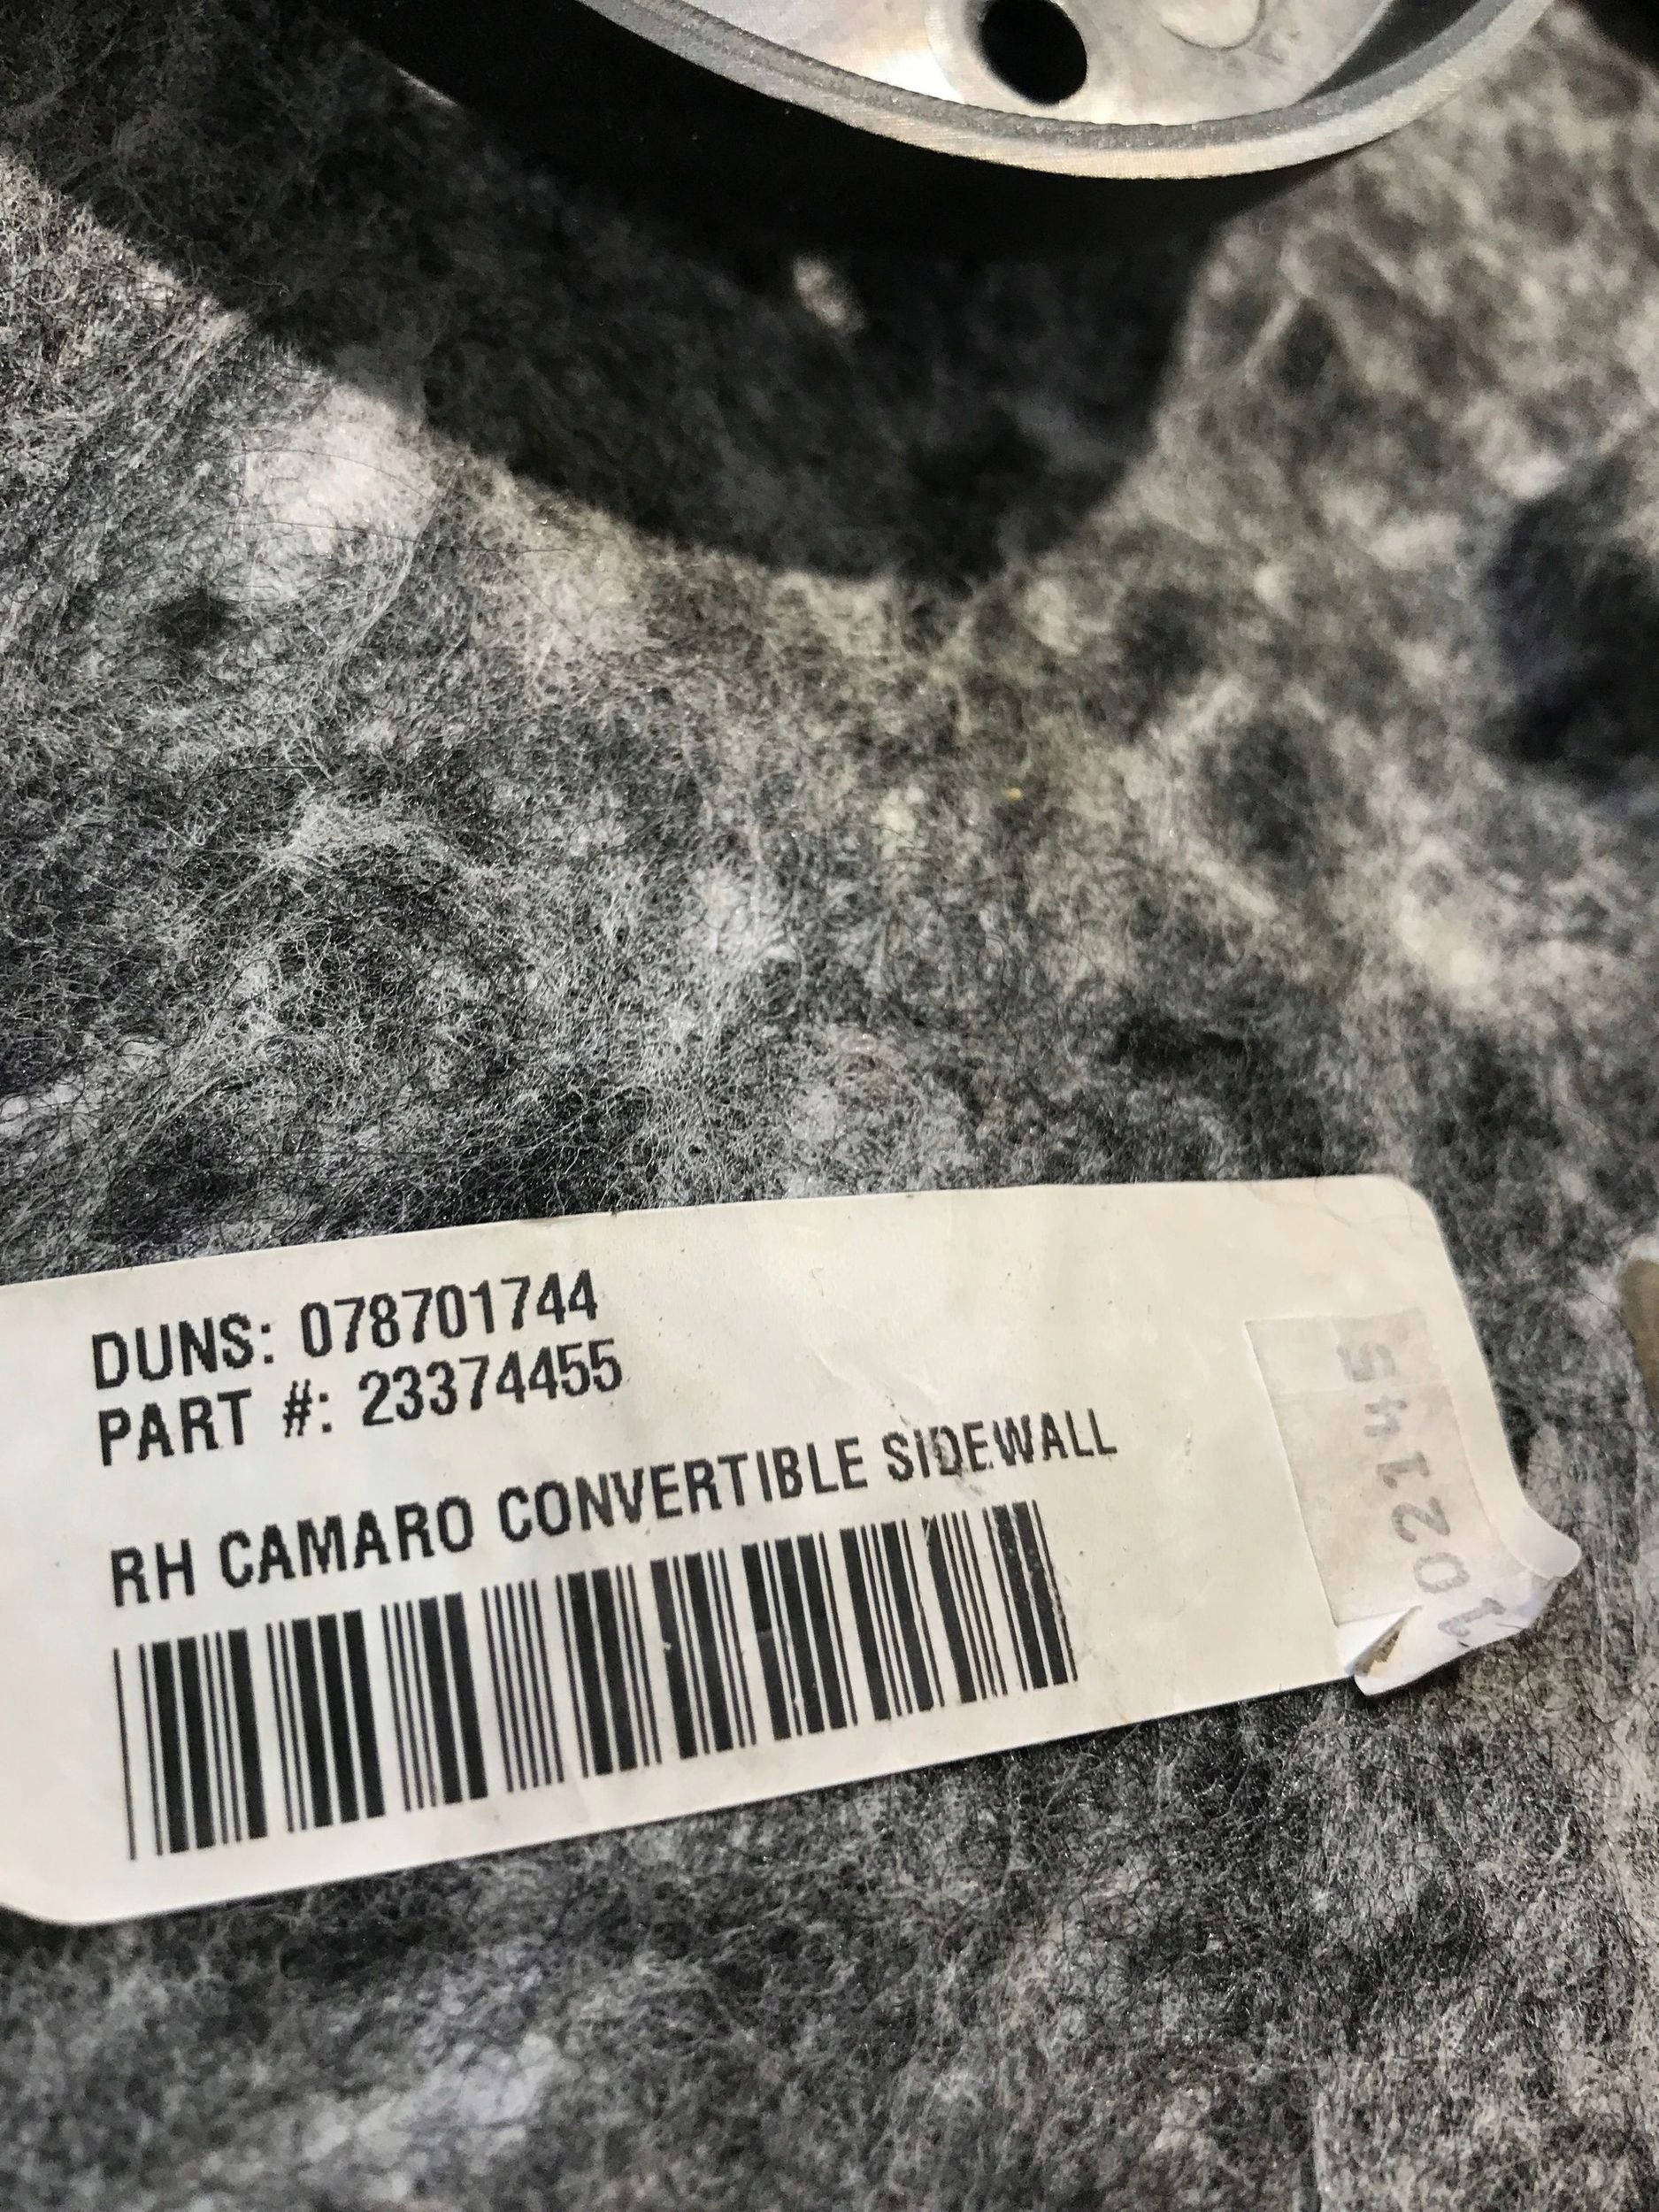 DUNS: 078701744
PART #: 23374455
RH CAMARO CONVERTIBLE SIDEWALL
102145